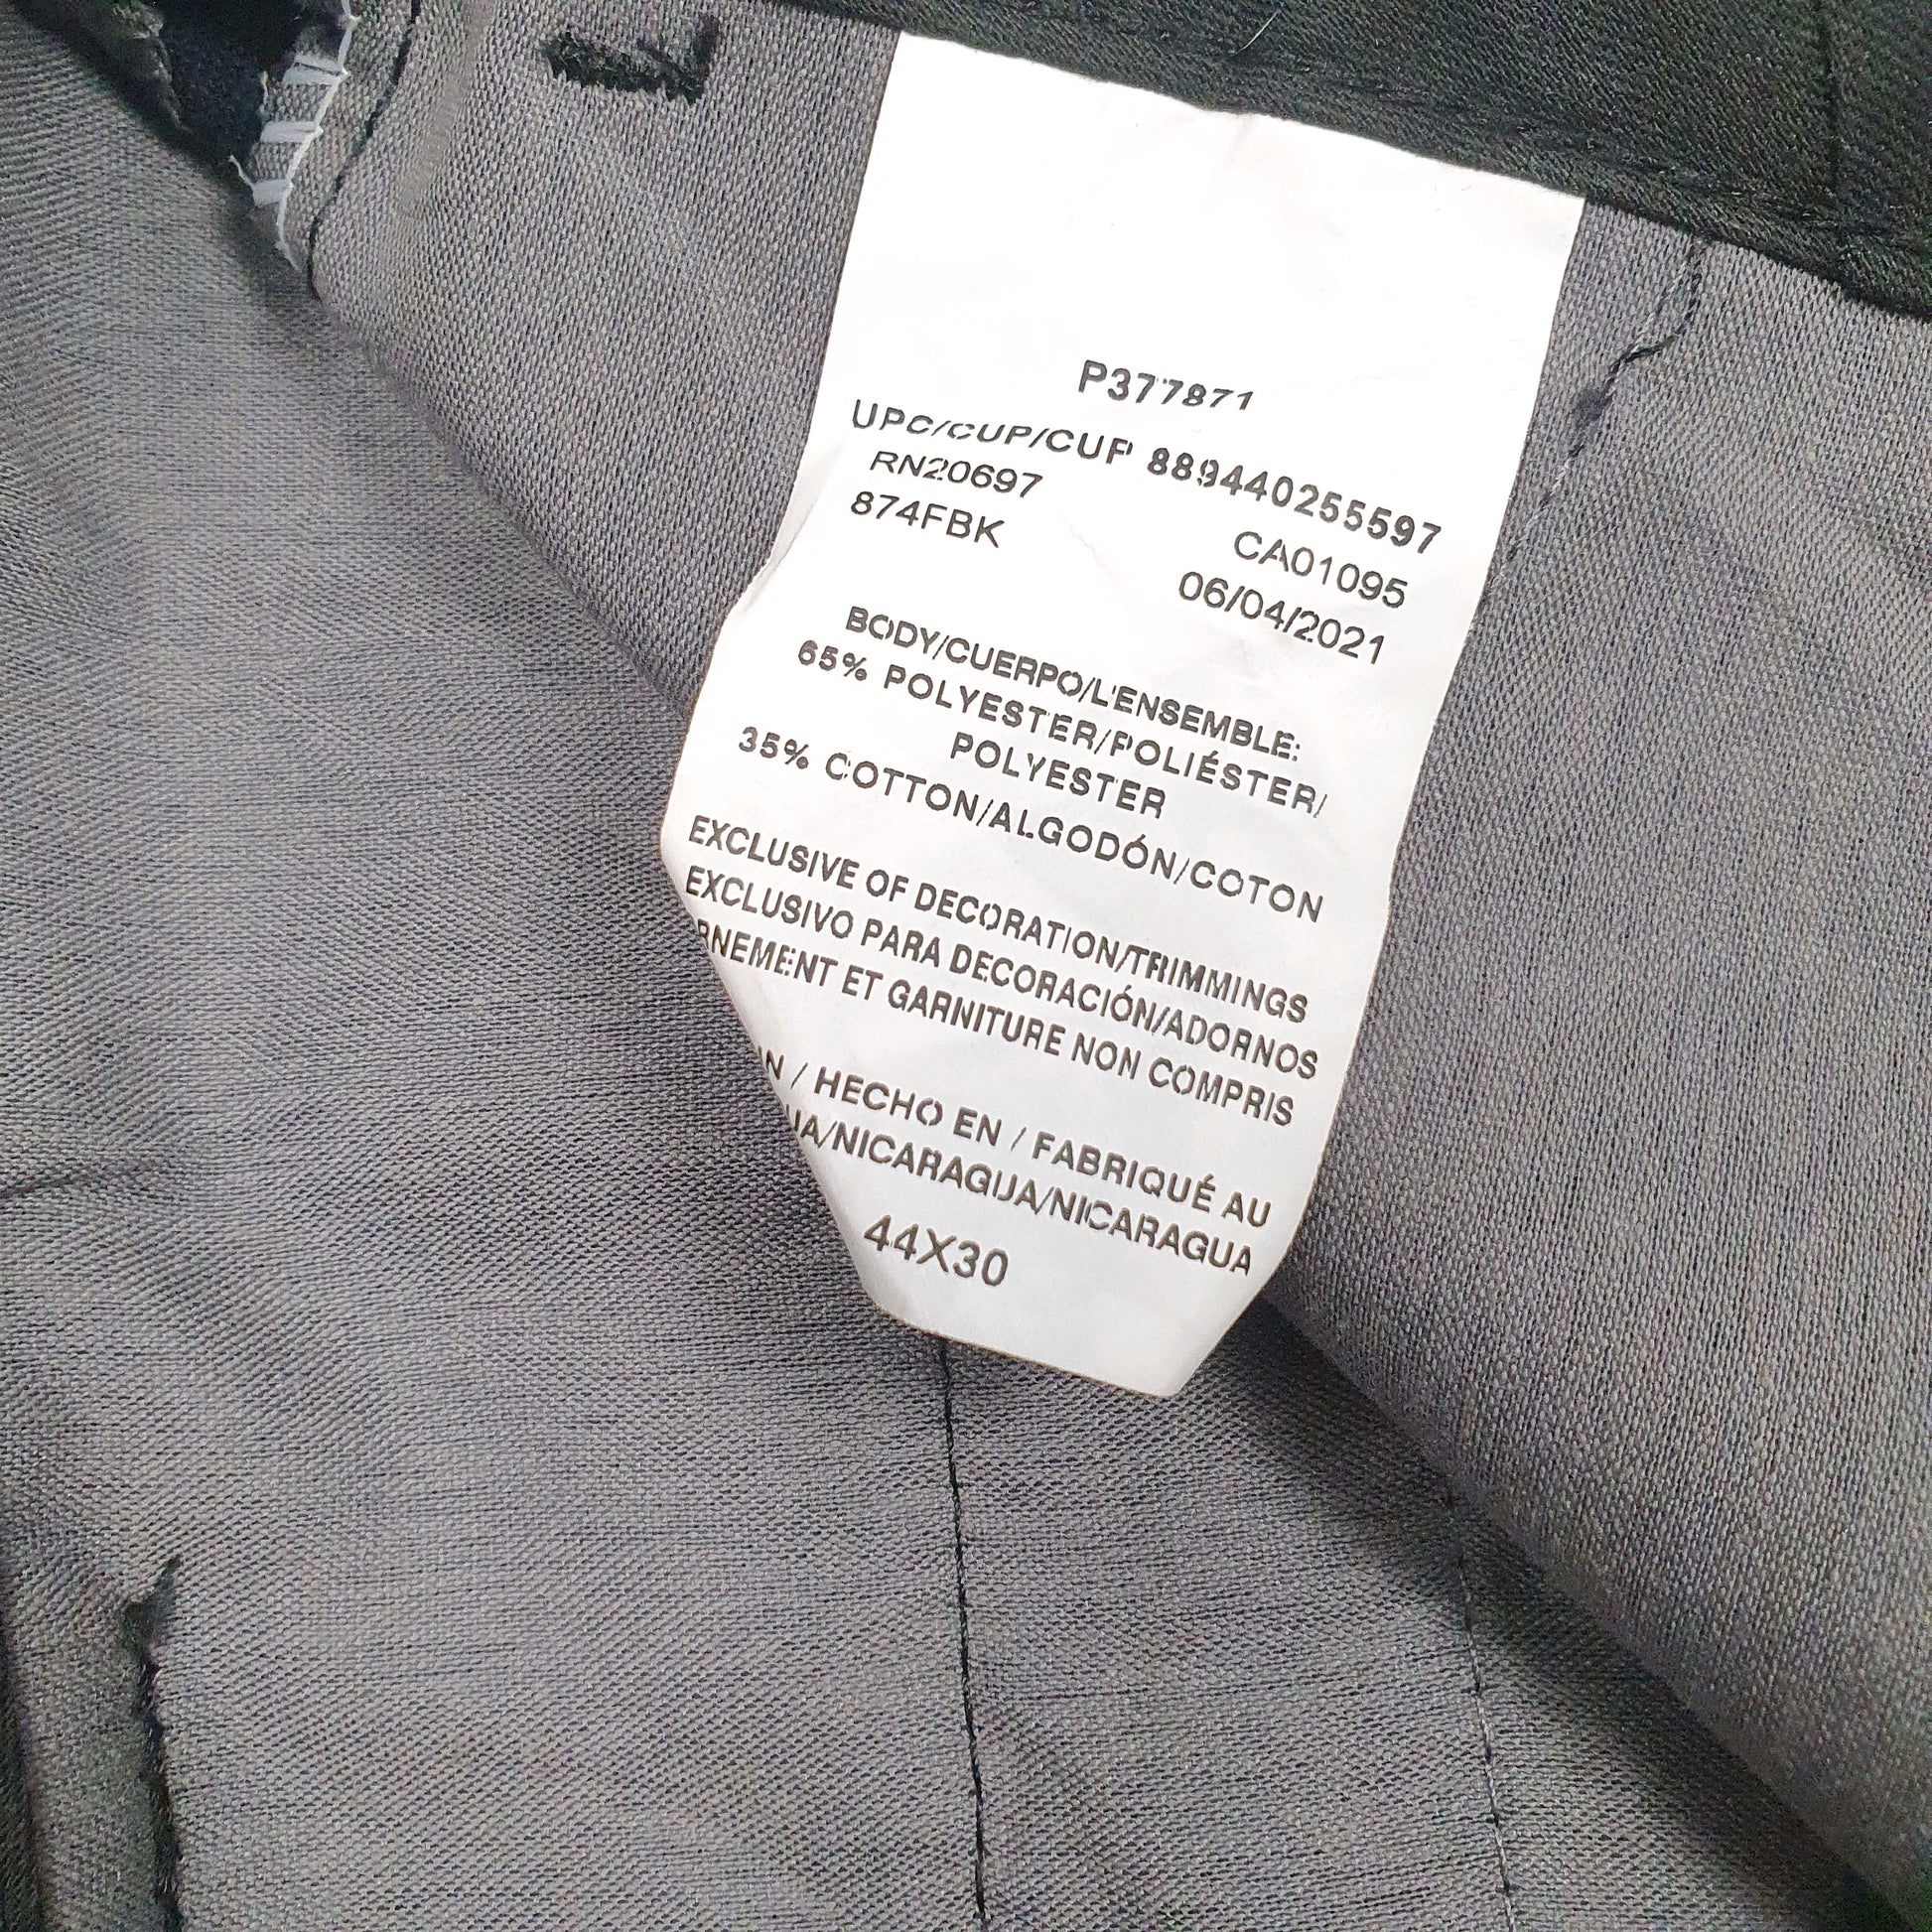 P377871
UPC/CUP/CUP 889440255597
RN20697 CA01095
874FBK 06/04/2021
BODY/CUERPO/L'ENSEMBLE:
65% POLYESTER/POLIÉSTER/
POLYESTER
35% COTTON/ALGODÓN/COTON
EXCLUSIVE OF DECORATION/TRIMMINGS
EXCLUSIVO PARA DECORACIÓN/ADORNOS
ET GARNITURE NON COMPRIS
/ HECHO EN / FABRIQUÉ AU
/NICARAGUA/NICARAGUA
44X30